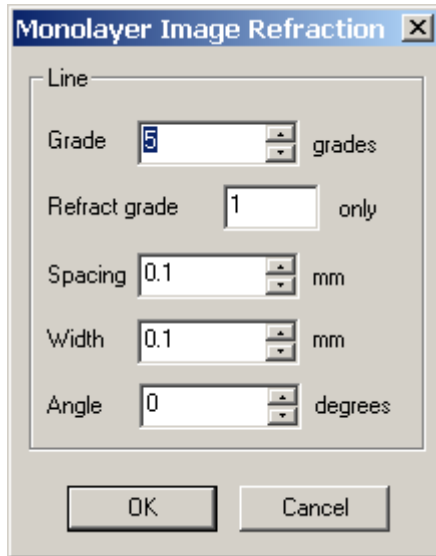 Monolayer Image Refraction
Line
Grade 5 grades
Refract grade 1 only
Spacing 0.1 mm
Width 0.1 mm
Angle 0 degrees
OK Cancel